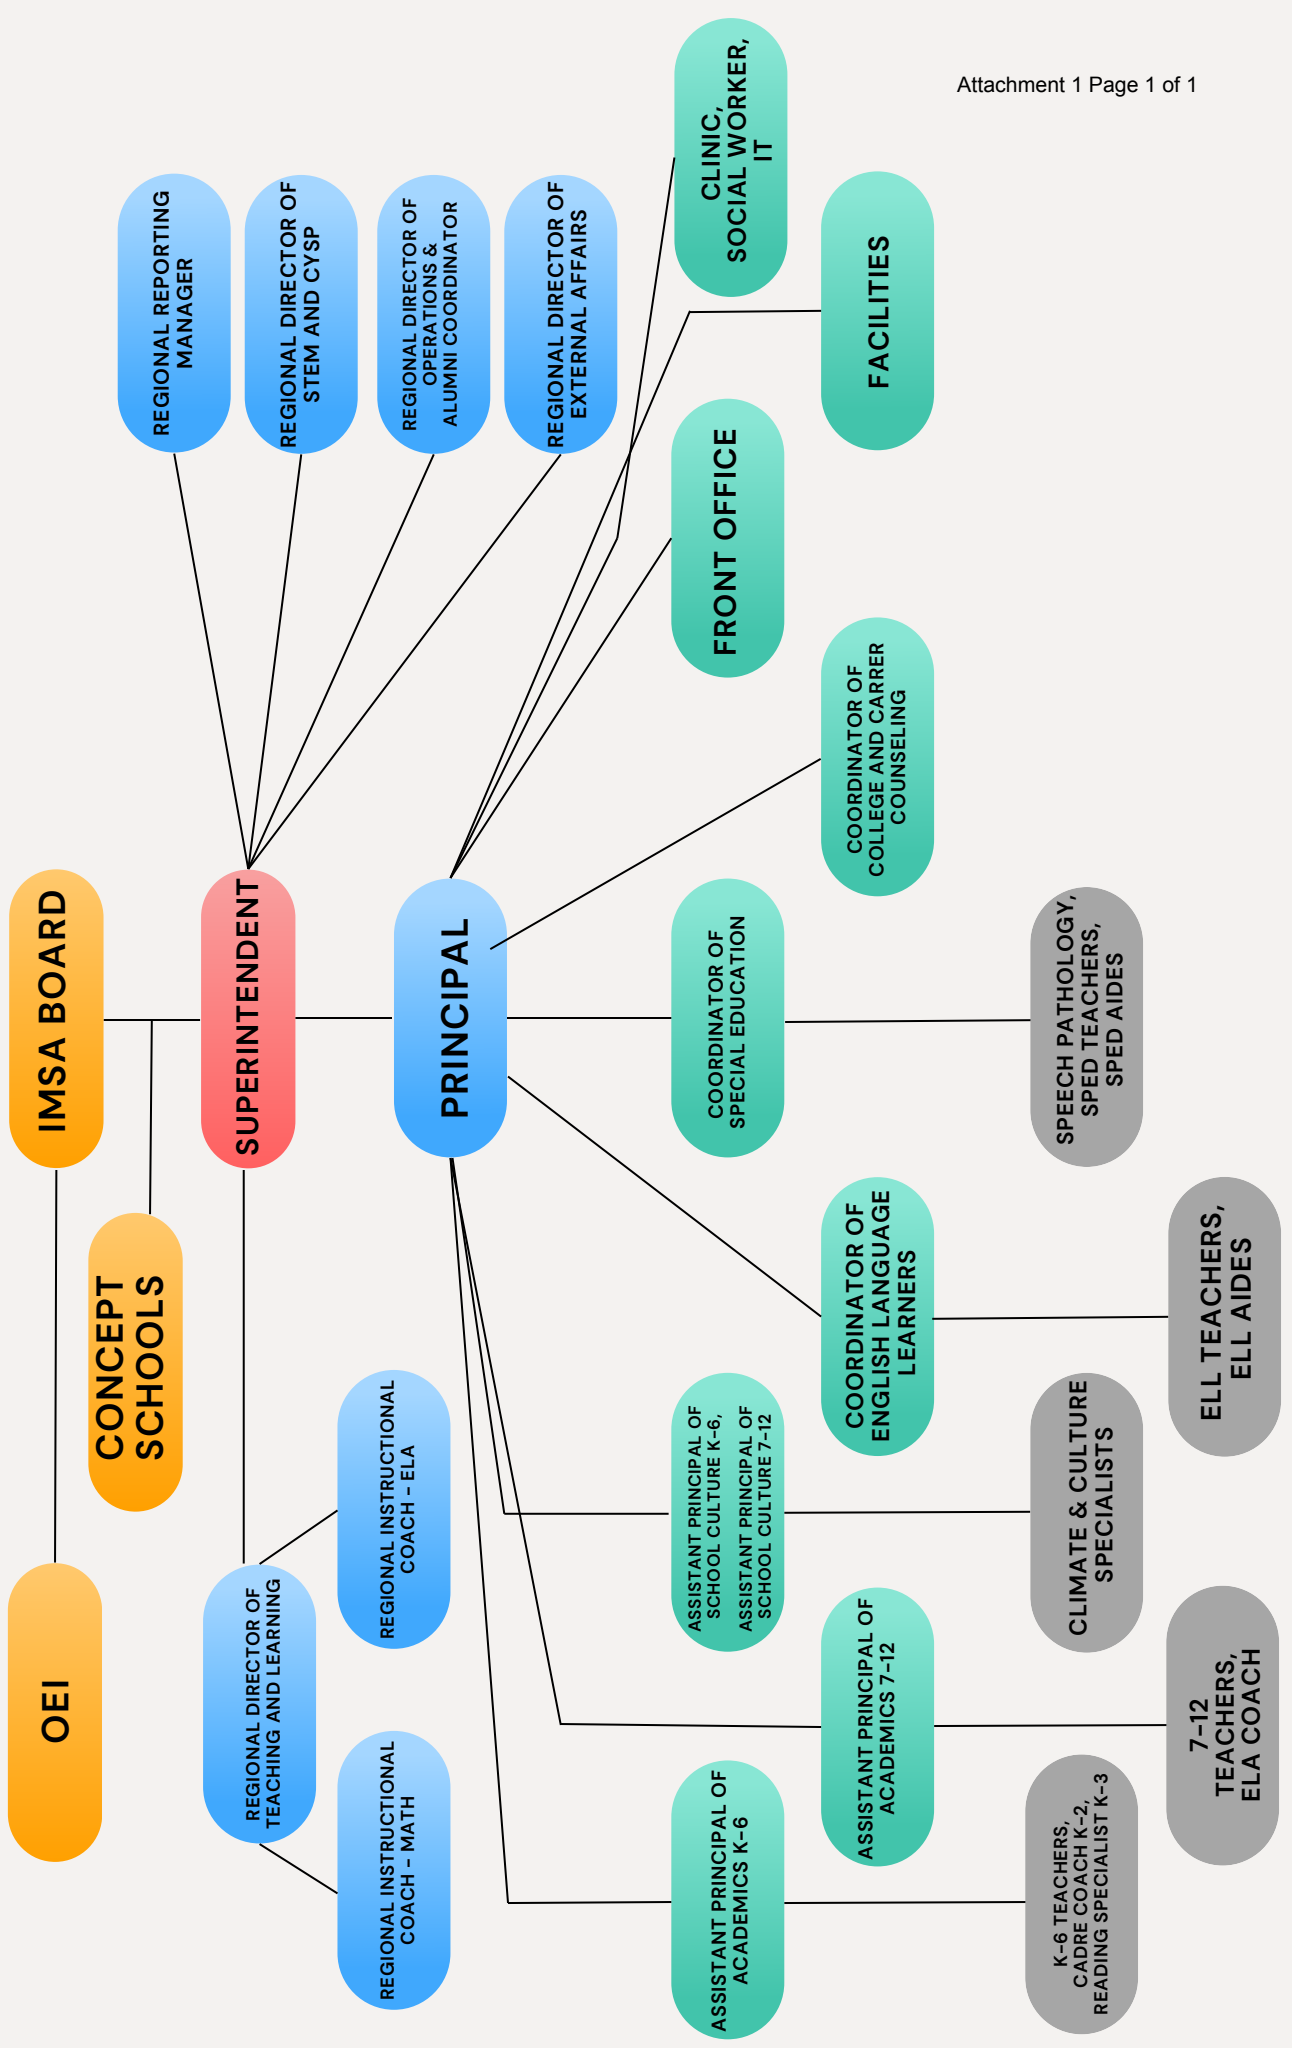 Attachment 1 Page 1 of 1
OEI
IMSA BOARD
CONCEPT
SCHOOLS
SUPERINTENDENT
REGIONAL DIRECTOR OF
TEACHING AND LEARNING
REGIONAL INSTRUCTIONAL
COACH – MATH
REGIONAL INSTRUCTIONAL
COACH – ELA
REGIONAL REPORTING
MANAGER
REGIONAL DIRECTOR OF
STEM AND CYSP
REGIONAL DIRECTOR OF
OPERATIONS &
ALUMNI COORDINATOR
REGIONAL DIRECTOR OF
EXTERNAL AFFAIRS
PRINCIPAL
ASSISTANT PRINCIPAL OF
ACADEMICS K–6
ASSISTANT PRINCIPAL OF
ACADEMICS 7–12
ASSISTANT PRINCIPAL OF
SCHOOL CULTURE K–6,
ASSISTANT PRINCIPAL OF
SCHOOL CULTURE 7–12
COORDINATOR OF
ENGLISH LANGUAGE
LEARNERS
COORDINATOR OF
SPECIAL EDUCATION
COORDINATOR OF
COLLEGE AND CARRER
COUNSELING
FRONT OFFICE
FACILITIES
CLINIC,
SOCIAL WORKER,
IT
K–6 TEACHERS,
CADRE COACH K–2,
READING SPECIALIST K–3
7–12
TEACHERS,
ELA COACH
CLIMATE & CULTURE
SPECIALISTS
ELL TEACHERS,
ELL AIDES
SPEECH PATHOLOGY,
SPED TEACHERS,
SPED AIDES